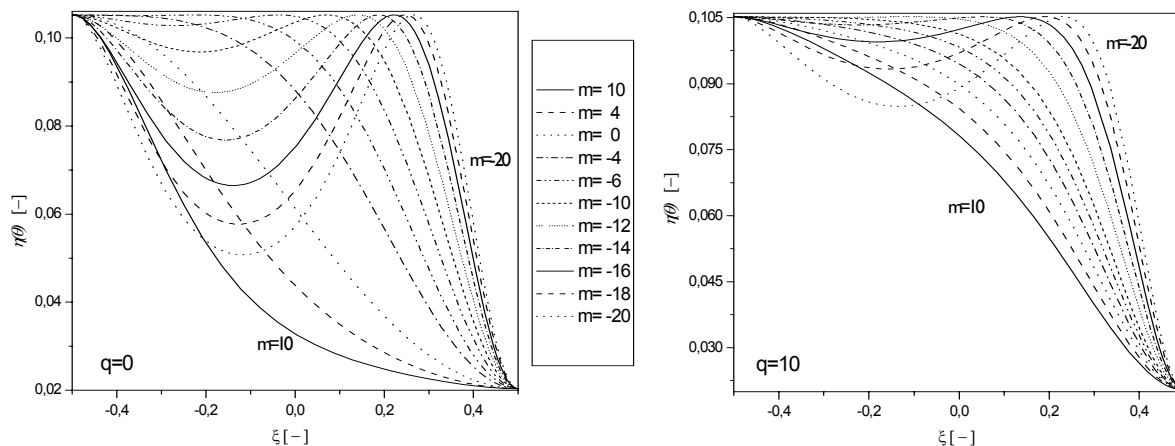 0,10
0,08
0,06
0,04
0,02
-0,4
-0,2
0,0
0,2
0,4
η(θ) [-]
ξ [-]
m=-20
m=10
q=0
m= 10
m= 4
m= 0
m= -4
m= -6
m= -10
m= -12
m= -14
m= -16
m= -18
m= -20
0,105
0,090
0,075
0,060
0,045
0,030
-0,4
-0,2
0,0
0,2
0,4
η(θ) [-]
ξ [-]
m=-20
m=10
q=10